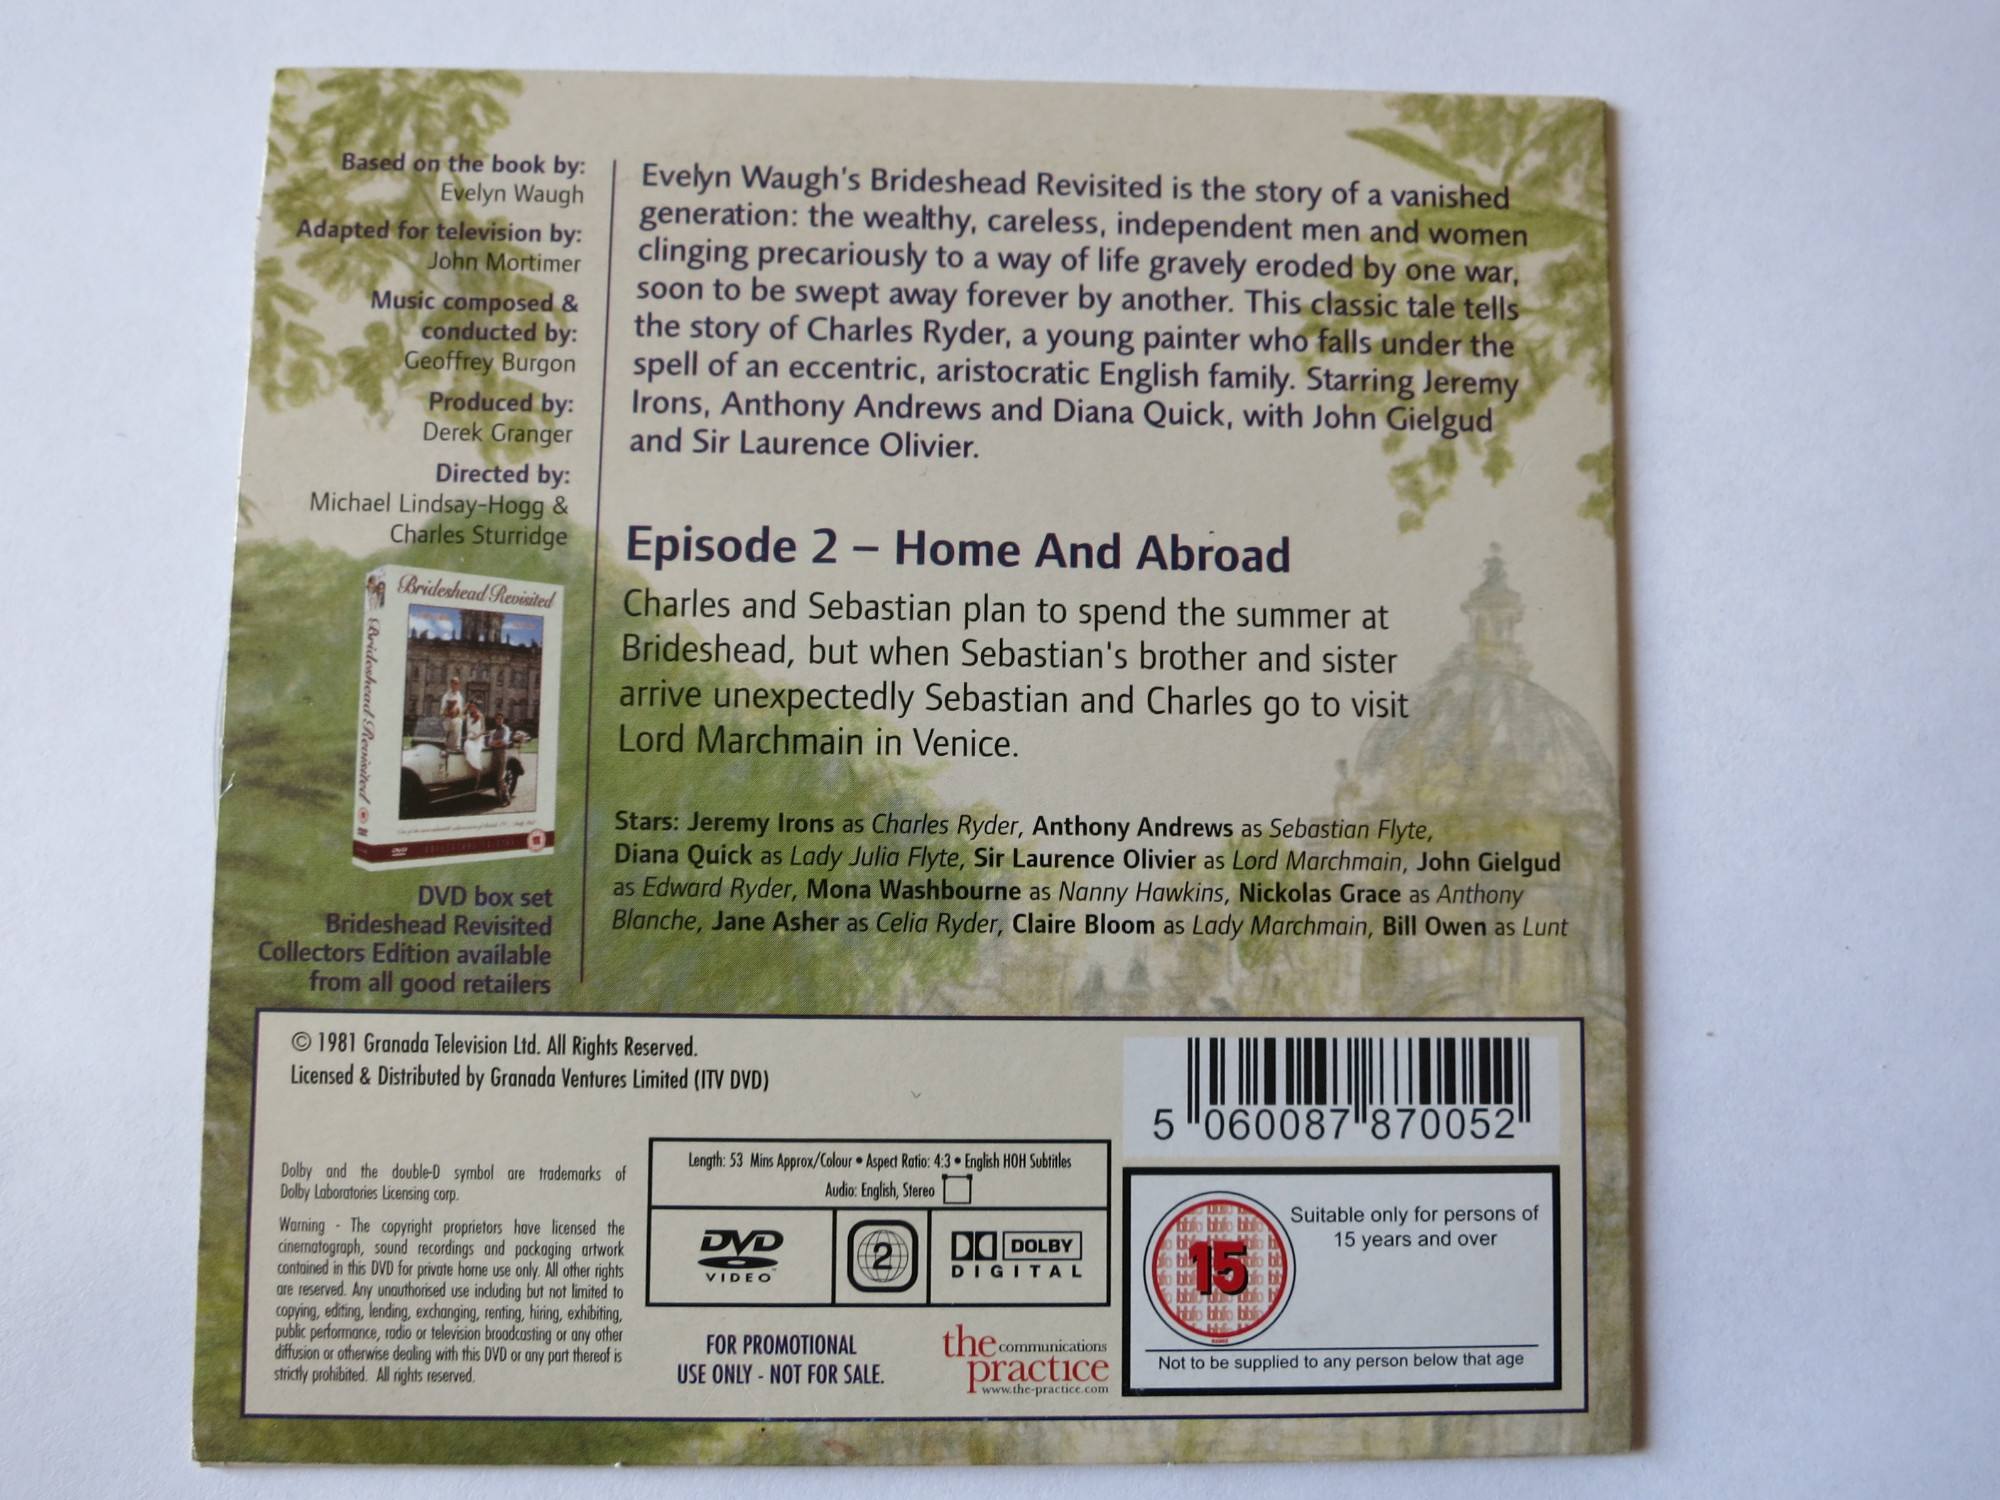 Based on the book by:
Evelyn Waugh
Adapted for television by:
John Mortimer
Music composed &
conducted by:
Geoffrey Burgon
Produced by:
Derek Granger
Directed by:
Michael Lindsay-Hogg &
Charles Sturridge
Brideshead Revisited
Brideshead Revisited
DVD
DVD box set
Brideshead Revisited
Collectors Edition available
from all good retailers
Evelyn Waugh's Brideshead Revisited is the story of a vanished
generation: the wealthy, careless, independent men and women
clinging precariously to a way of life gravely eroded by one war,
soon to be swept away forever by another. This classic tale tells
the story of Charles Ryder, a young painter who falls under the
spell of an eccentric, aristocratic English family. Starring Jeremy
Irons, Anthony Andrews and Diana Quick, with John Gielgud
and Sir Laurence Olivier.
Episode 2 – Home And Abroad
Charles and Sebastian plan to spend the summer at
Brideshead, but when Sebastian's brother and sister
arrive unexpectedly Sebastian and Charles go to visit
Lord Marchmain in Venice.
Stars: Jeremy Irons as Charles Ryder, Anthony Andrews as Sebastian Flyte,
Diana Quick as Lady Julia Flyte, Sir Laurence Olivier as Lord Marchmain, John Gielgud
as Edward Ryder, Mona Washbourne as Nanny Hawkins, Nickolas Grace as Anthony
Blanche, Jane Asher as Celia Ryder, Claire Bloom as Lady Marchmain, Bill Owen as Lunt
© 1981 Granada Television Ltd. All Rights Reserved.
Licensed & Distributed by Granada Ventures Limited (ITV DVD)
Dolby and the double-D symbol are trademarks of
Dolby Laboratories Licensing corp.
Warning - The copyright proprietors have licensed the
cinematograph, sound recordings and packaging artwork
contained in this DVD for private home use only. All other rights
are reserved. Any unauthorised use including but not limited to
copying, editing, lending, exchanging, renting, hiring, exhibiting,
public performance, radio or television broadcasting or any other
diffusion or otherwise dealing with this DVD or any part thereof is
strictly prohibited. All rights reserved.
Length: 53 Mins Approx/Colour • Aspect Ratio: 4:3 • English HOH Subtitles
Audio: English, Stereo
DVD
VIDEO
2
DOLBY
DIGITAL
FOR PROMOTIONAL
USE ONLY - NOT FOR SALE.
the communications
practice
www.the-practice.com
5 060087 870052
15
Suitable only for persons of
15 years and over
Not to be supplied to any person below that age